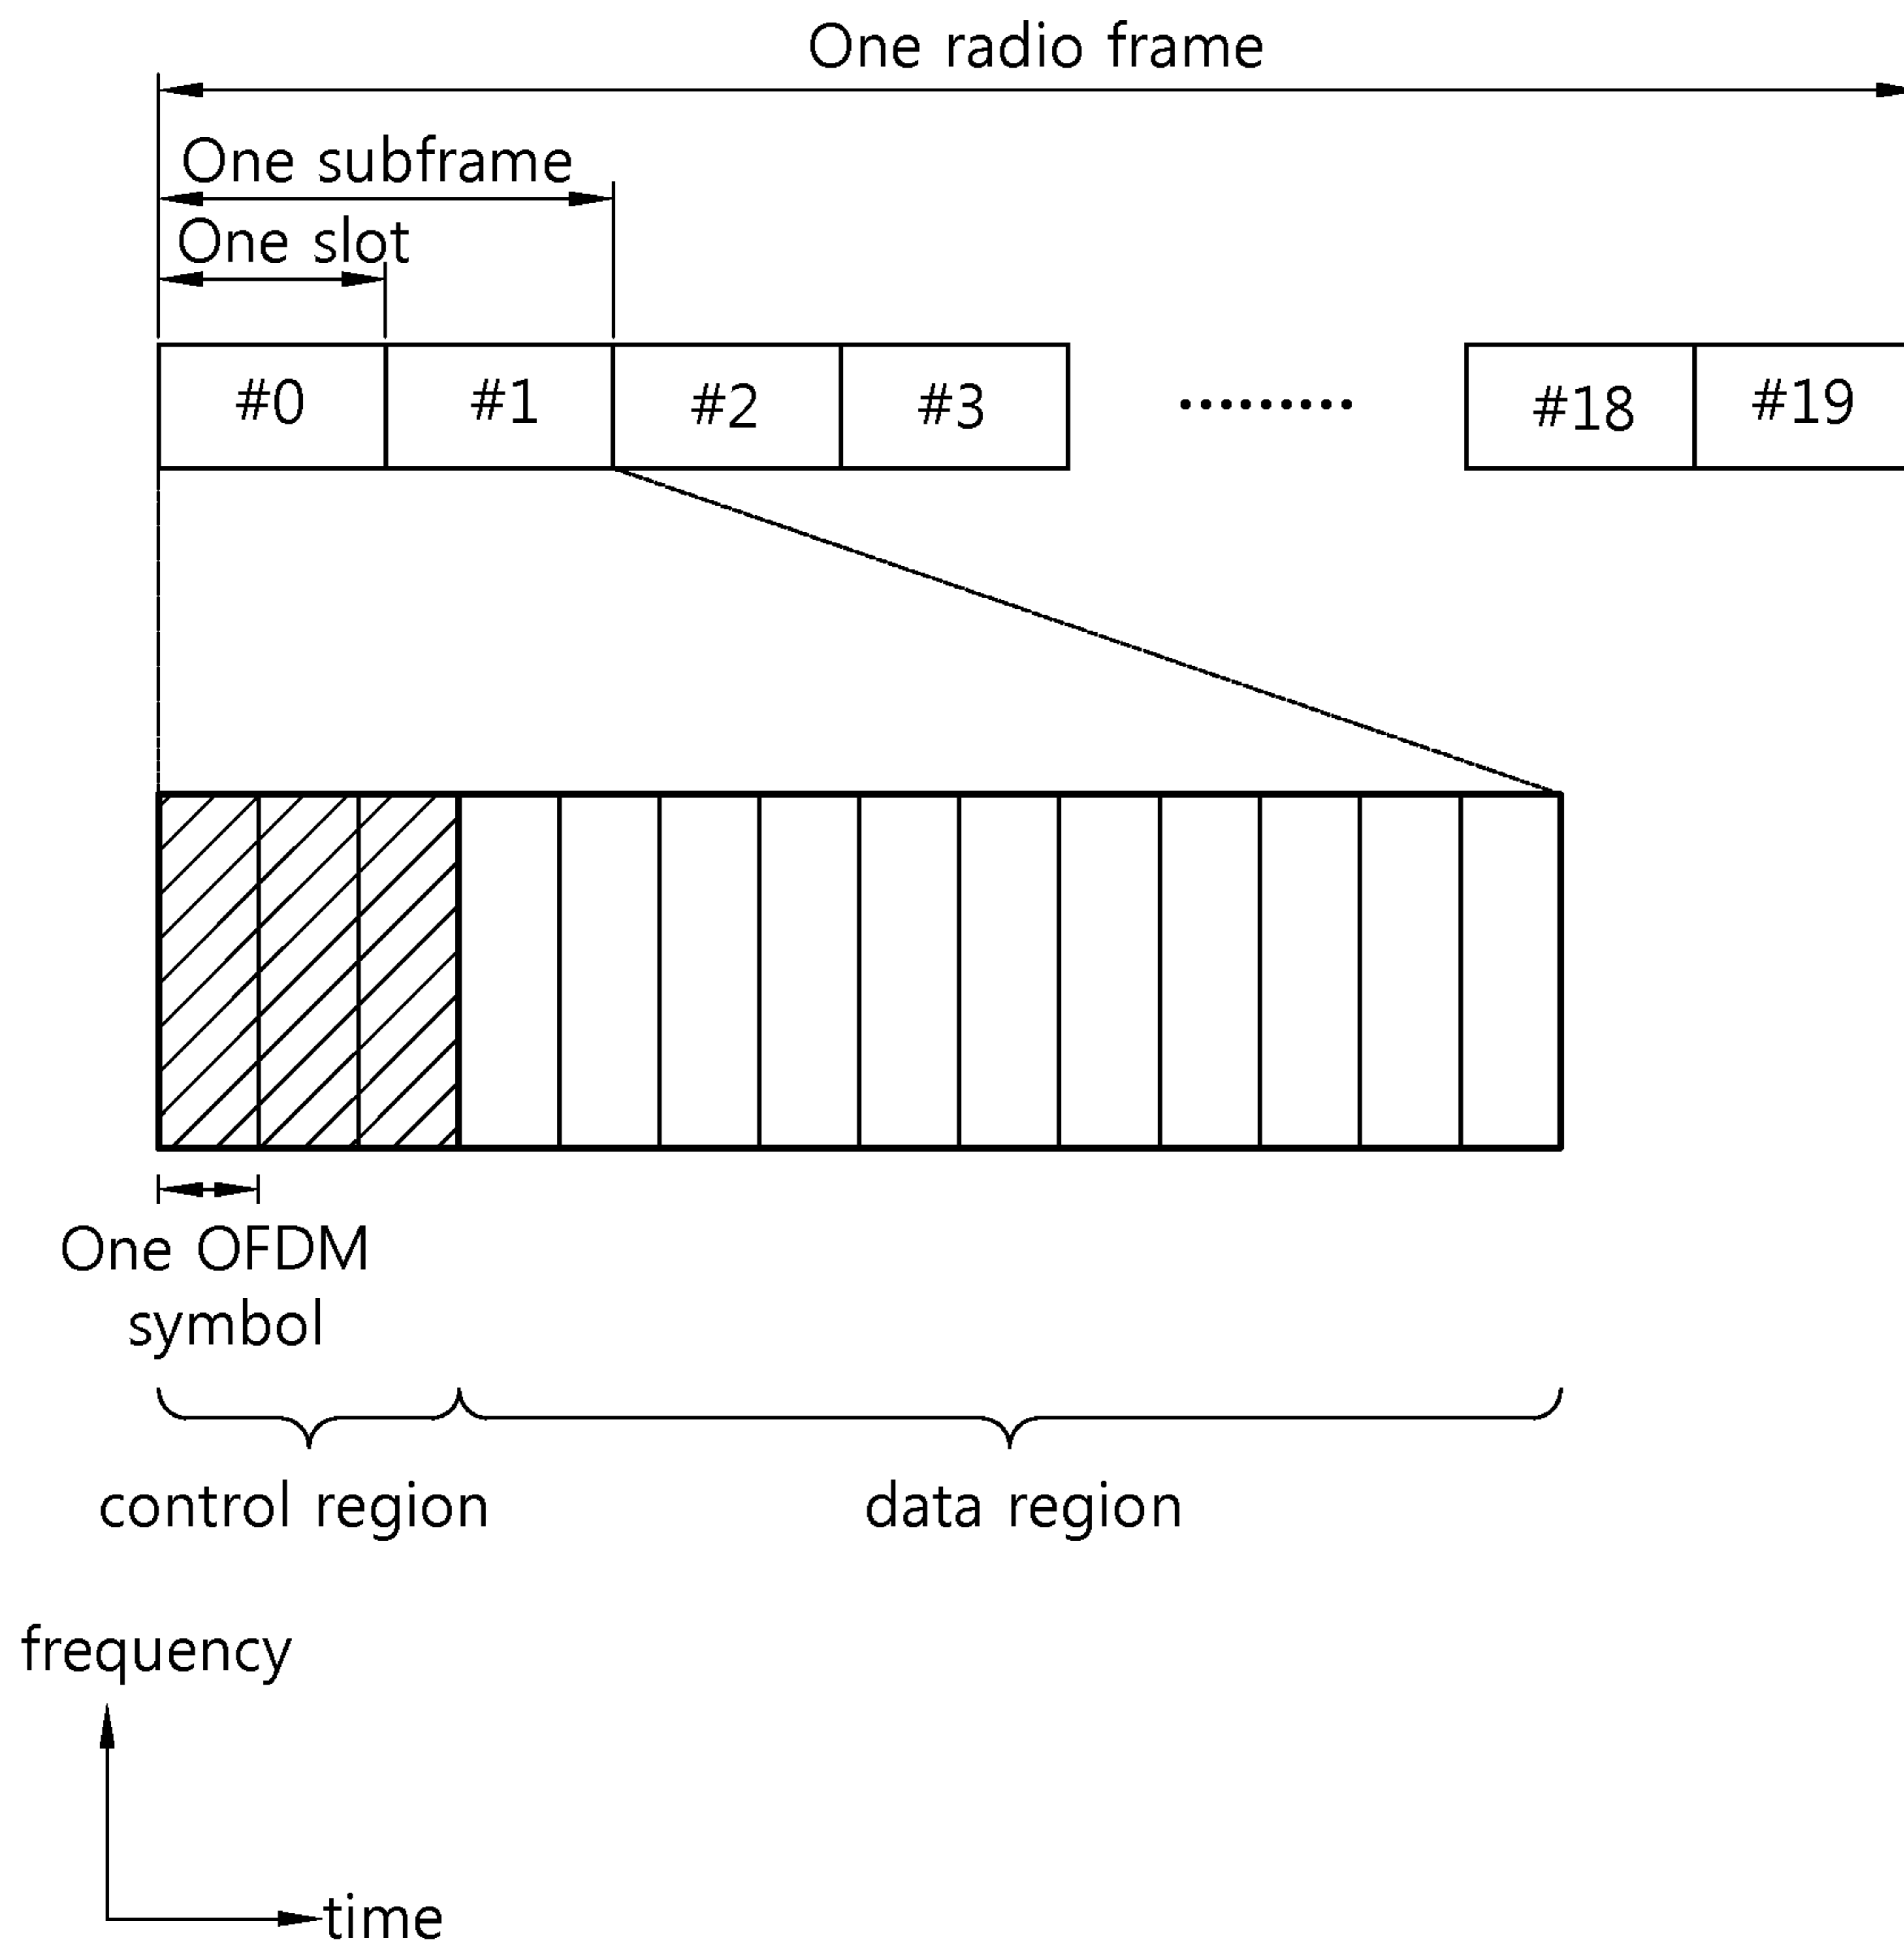 One radio frame
One subframe
One slot
#0
#1
#2
#3
#18
#19
One OFDM
symbol
control region
data region
frequency
time